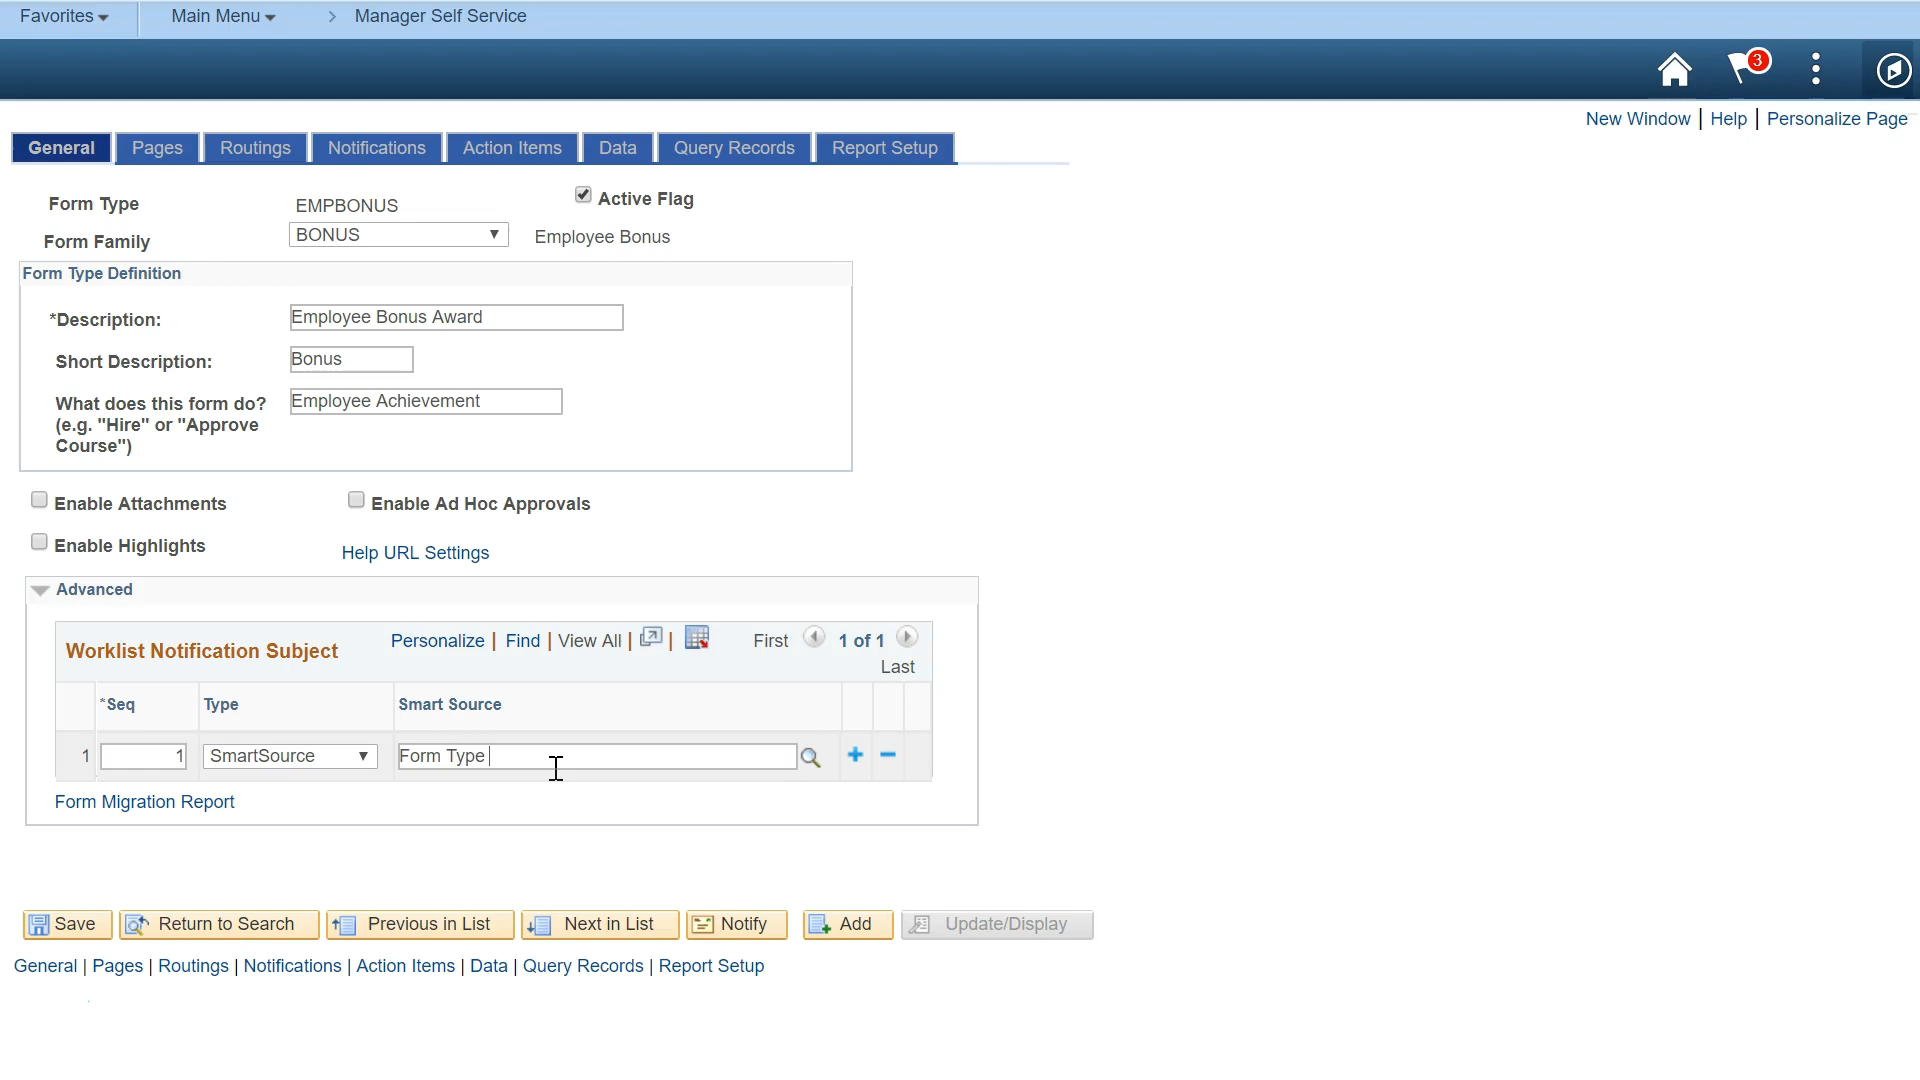 Favorites Main Menu > Manager Self Service
3
New Window | Help | Personalize Page
General Pages Routings Notifications Action Items Data Query Records Report Setup
Form Type EMPBONUS Active Flag
Form Family BONUS Employee Bonus
Form Type Definition
*Description: Employee Bonus Award
Short Description: Bonus
What does this form do? Employee Achievement
(e.g. "Hire" or "Approve
Course")
Enable Attachments Enable Ad Hoc Approvals
Enable Highlights Help URL Settings
Advanced
Worklist Notification Subject Personalize | Find | View All | | First 1 of 1
Last
*Seq Type Smart Source
1 1 SmartSource Form Type
Form Migration Report
Save Return to Search Previous in List Next in List Notify Add Update/Display
General | Pages | Routings | Notifications | Action Items | Data | Query Records | Report Setup